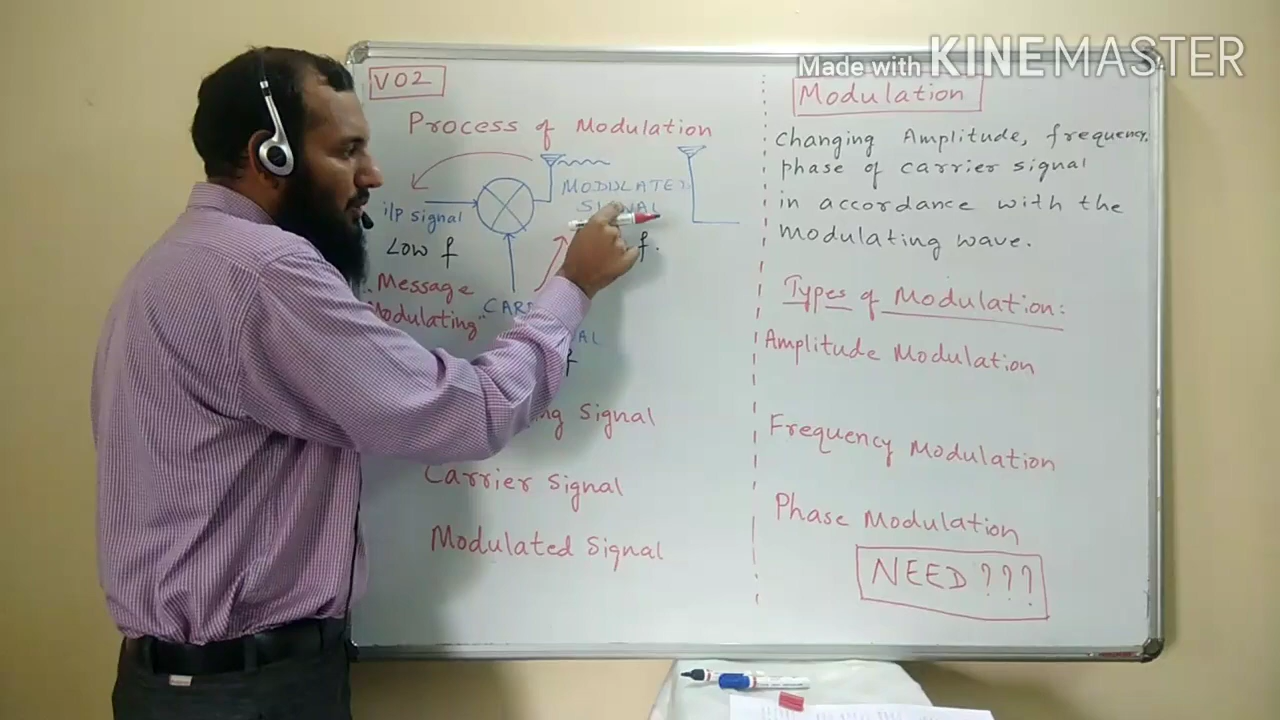 Made with KINEMASTER
V02
Process of Modulation
MODULATED
SIGNAL
i/p signal
Low f
f.
"Message
Modulating"
f
Signal
Carrier Signal
Modulated Signal
Modulation
Changing Amplitude, frequency,
phase of carrier signal
in accordance with the
modulating wave.
Types of Modulation:
Amplitude Modulation
Frequency Modulation
Phase Modulation
NEED ???